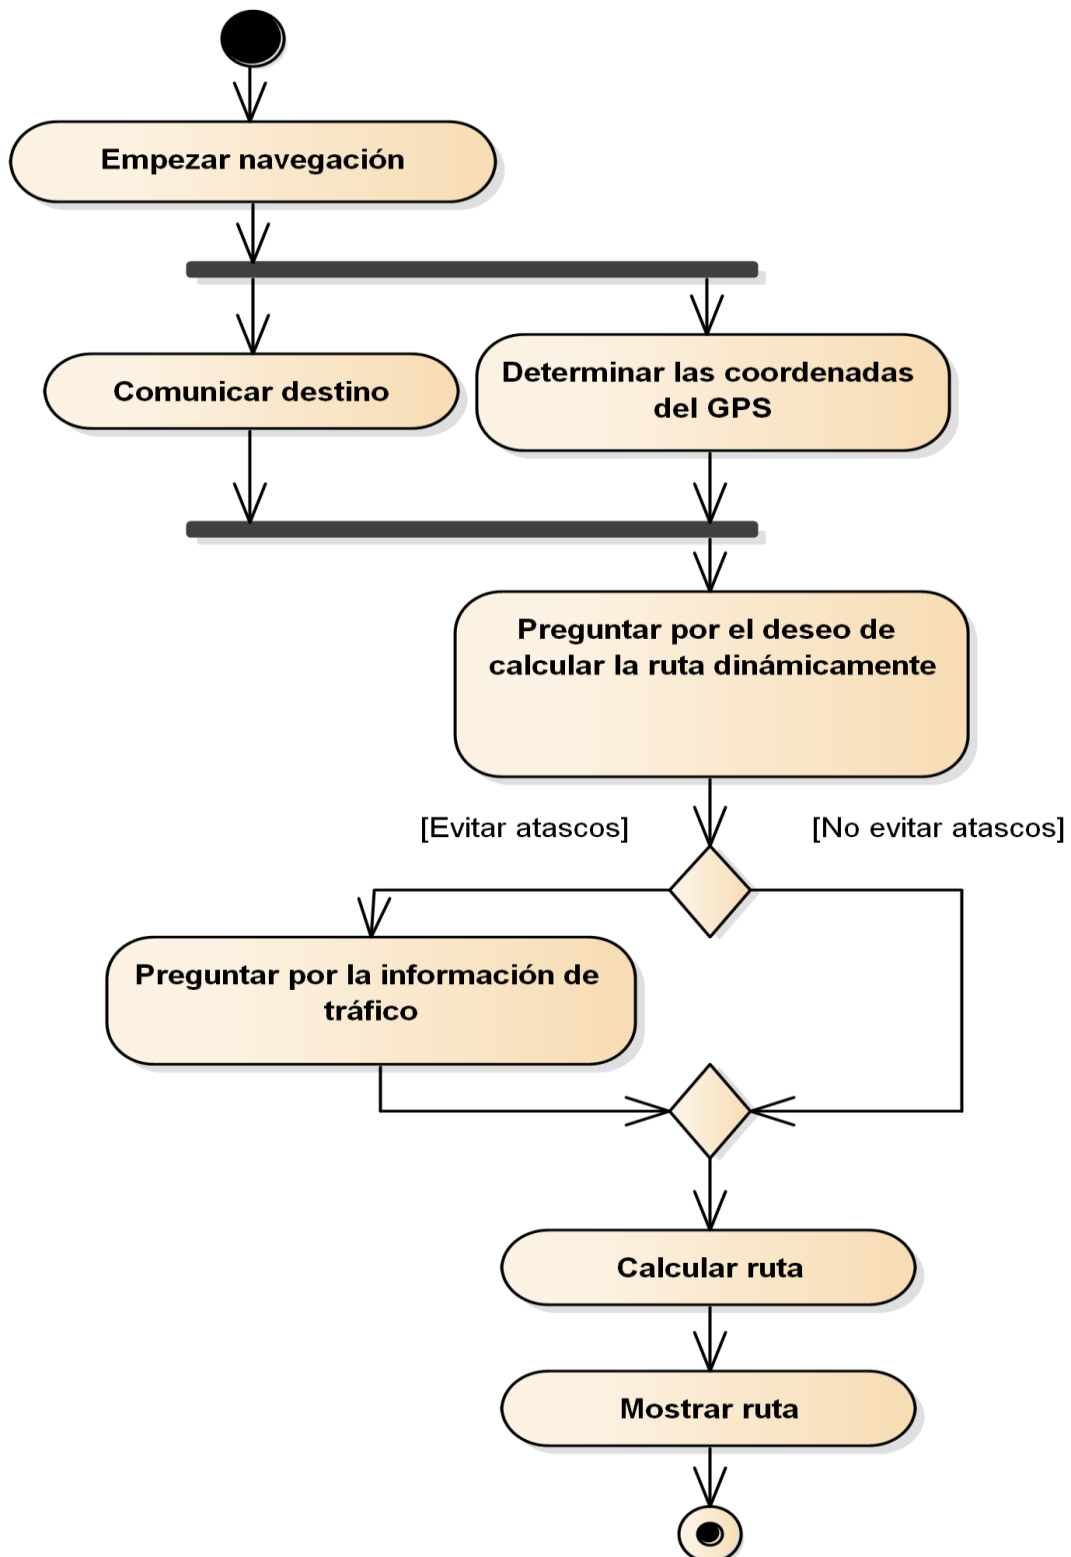 Empezar navegación
Comunicar destino
Determinar las coordenadas
del GPS
Preguntar por el deseo de
calcular la ruta dinámicamente
[Evitar atascos]
[No evitar atascos]
Preguntar por la información de
tráfico
Calcular ruta
Mostrar ruta